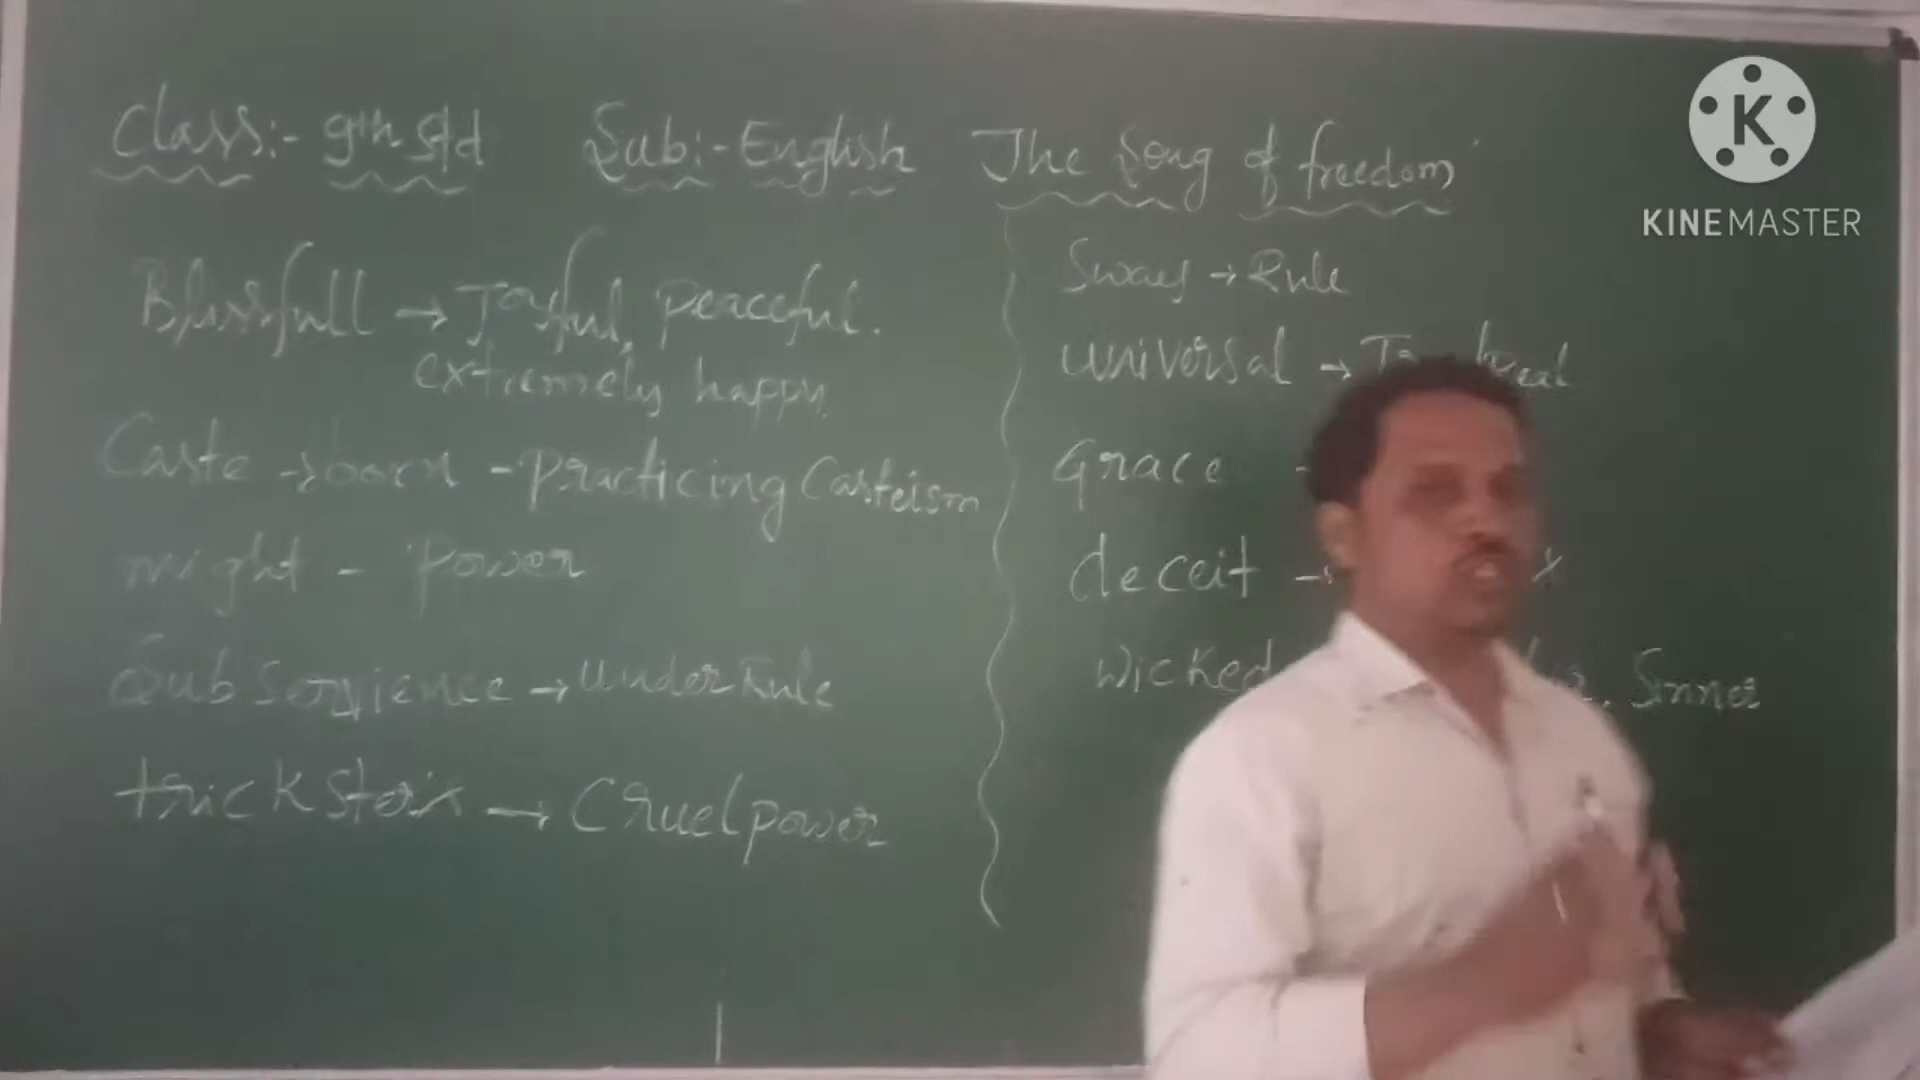 Class:- 9th Std Sub:- English The Song of freedom
Blissfull → Joyful, Peaceful.
extremely happy
Caste → born - Practicing Casteism
might - Power
Subservience → under Rule
tricksters → Cruel power
Sway → Rule
universal →
Grace -
deceit →
Wicked Sinner
K
KINEMASTER